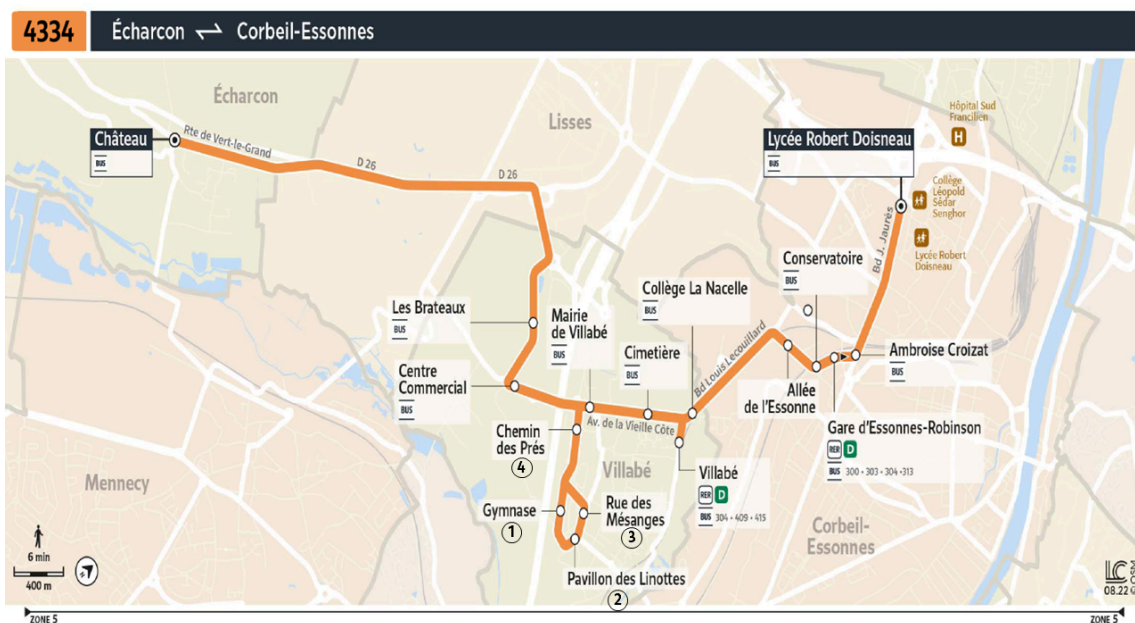 4334
Écharcon ⇌ Corbeil-Essonnes
Écharcon
Lisses
Hôpital Sud
Francilien
H
Château
BUS
Rte de Vert-le-Grand
D 26
D 26
Lycée Robert Doisneau
BUS
Collège
Léopold
Sédar
Senghor
Lycée Robert
Doisneau
Bd J. Jaurès
Conservatoire
BUS
Collège La Nacelle
BUS
Les Brateaux
BUS
Mairie
de Villabé
BUS
Cimetière
BUS
Bd Louis Lecouillard
Ambroise Croizat
BUS
Centre
Commercial
BUS
Allée
de l'Essonne
Av. de la Vieille Côte
Gare d'Essonnes-Robinson
RER D
BUS 300 • 303 • 304 •313
Chemin
des Prés
4
Villabé
Villabé
RER D
BUS 304 • 409 • 415
Mennecy
Gymnase
1
Rue des
Mésanges
3
Corbeil-
Essonnes
6 min
400 m
Pavillon des Linottes
2
LC
08.22
OSM
ZONE 5
ZONE 5